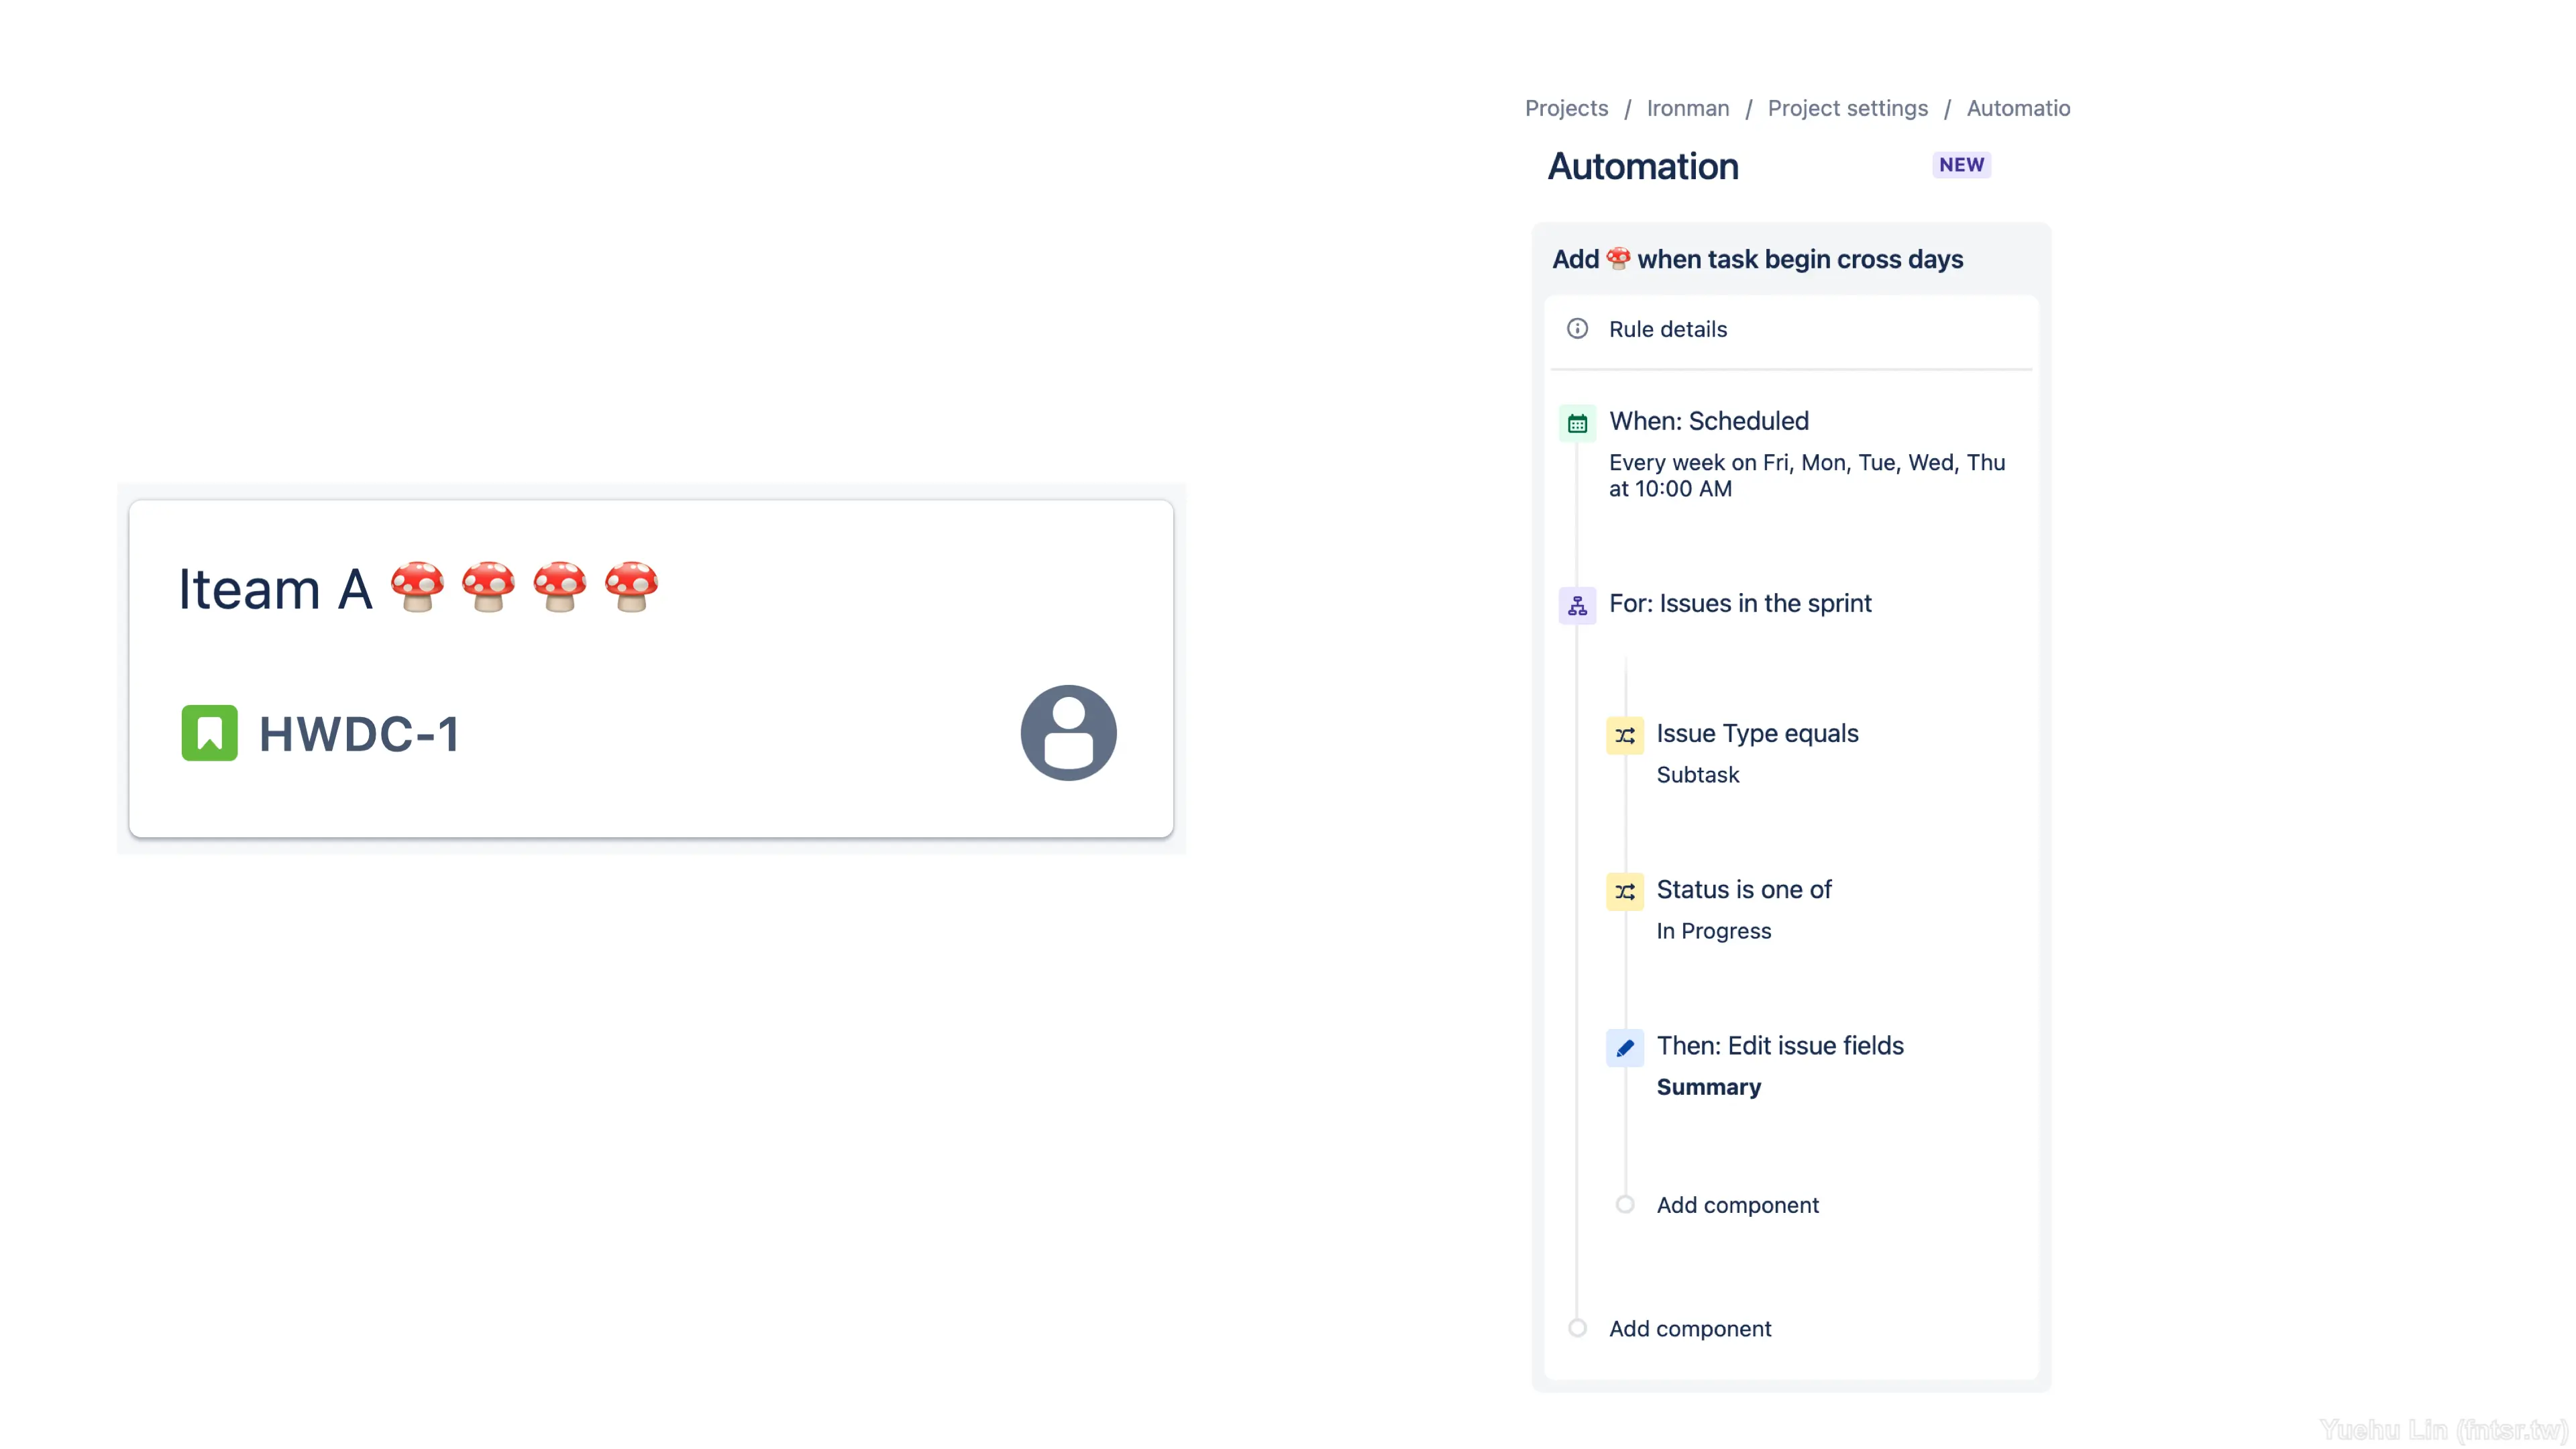 Iteam A 🍄 🍄 🍄 🍄
HWDC-1
Projects / Ironman / Project settings / Automatio
Automation NEW
Add 🍄 when task begin cross days
Rule details
When: Scheduled
Every week on Fri, Mon, Tue, Wed, Thu
at 10:00 AM
For: Issues in the sprint
Issue Type equals
Subtask
Status is one of
In Progress
Then: Edit issue fields
Summary
Add component
Add component
Yuehu Lin (fntsr.tw)